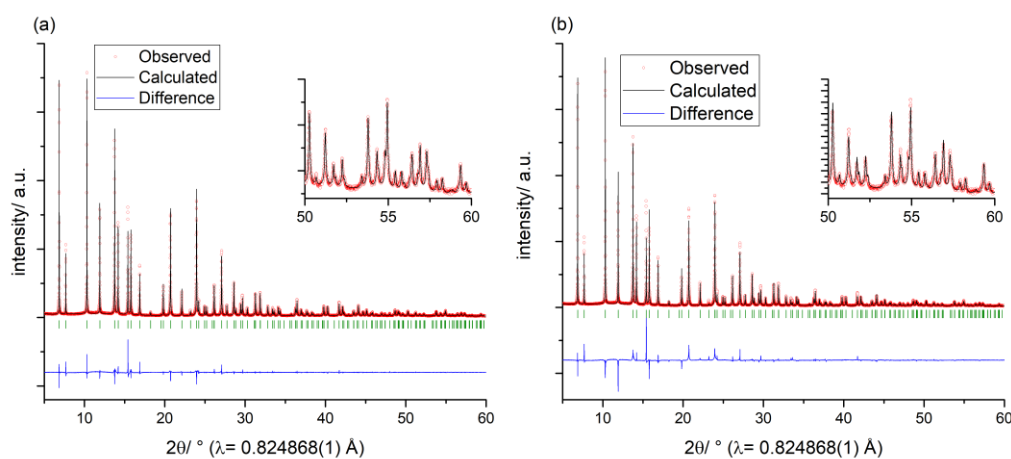 (a)
Observed
Calculated
Difference
50 55 60
intensity/ a.u.
10 20 30 40 50 60
2θ/ ° (λ= 0.824868(1) Å)
(b)
Observed
Calculated
Difference
50 55 60
intensity/ a.u.
10 20 30 40 50 60
2θ/ ° (λ= 0.824868(1) Å)